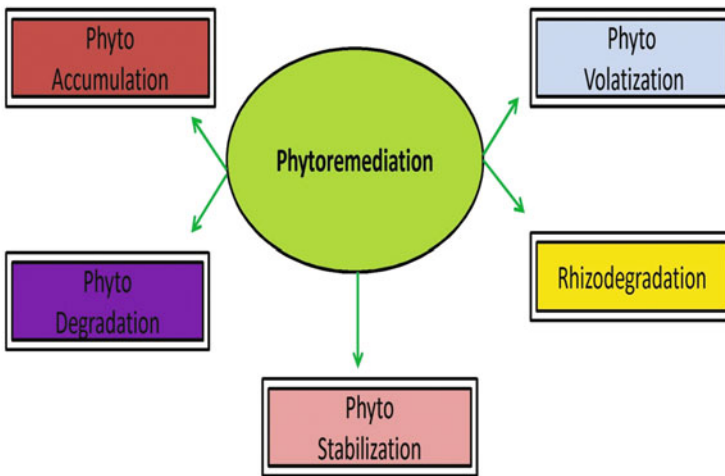 Phyto
Accumulation
Phyto
Volatization
Phytoremediation
Phyto
Degradation
Rhizodegradation
Phyto
Stabilization